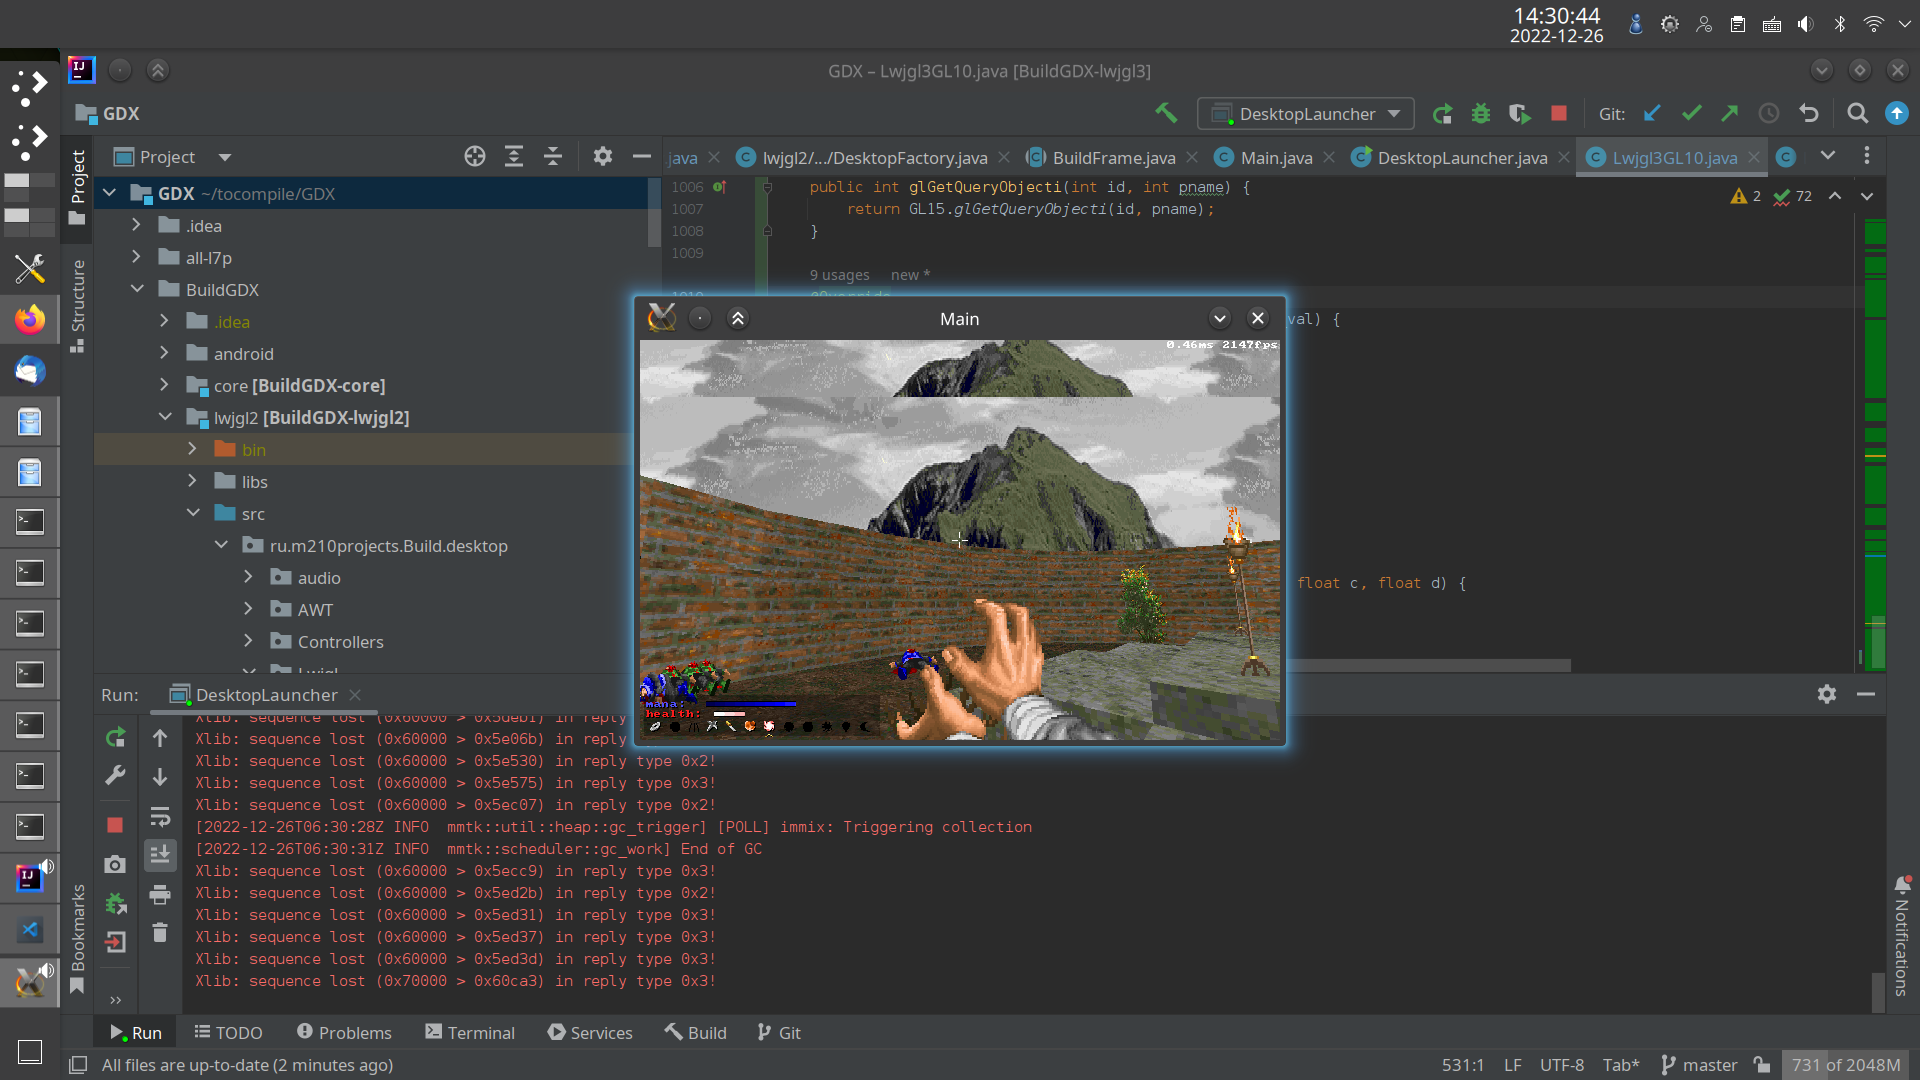 14:30:44
2022-12-26
GDX – Lwjgl3GL10.java [BuildGDX-lwjgl3]
GDX
DesktopLauncher
Git:
Project
.java
lwjgl2/.../DesktopFactory.java
BuildFrame.java
Main.java
DesktopLauncher.java
Lwjgl3GL10.java
Project
Structure
Bookmarks
Notifications
GDX ~/tocompile/GDX
.idea
all-l7p
BuildGDX
.idea
android
core [BuildGDX-core]
lwjgl2 [BuildGDX-lwjgl2]
bin
libs
src
ru.m210projects.Build.desktop
audio
AWT
Controllers
Lwjgl
1006 public int glGetQueryObjecti(int id, int pname) {
1007 return GL15.glGetQueryObjecti(id, pname);
1008 }
1009
9 usages new *
1010 @Override
val) {
float c, float d) {
2 72
Main
0.46ms 2147fps
mana:
health:
Run: DesktopLauncher
Xlib: sequence lost (0x60000 > 0x5deb1) in reply
Xlib: sequence lost (0x60000 > 0x5e06b) in reply
Xlib: sequence lost (0x60000 > 0x5e530) in reply type 0x2!
Xlib: sequence lost (0x60000 > 0x5e575) in reply type 0x3!
Xlib: sequence lost (0x60000 > 0x5ec07) in reply type 0x2!
[2022-12-26T06:30:28Z INFO  mmtk::util::heap::gc_trigger] [POLL] immix: Triggering collection
[2022-12-26T06:30:31Z INFO  mmtk::scheduler::gc_work] End of GC
Xlib: sequence lost (0x60000 > 0x5ecc9) in reply type 0x3!
Xlib: sequence lost (0x60000 > 0x5ed2b) in reply type 0x2!
Xlib: sequence lost (0x60000 > 0x5ed31) in reply type 0x3!
Xlib: sequence lost (0x60000 > 0x5ed37) in reply type 0x3!
Xlib: sequence lost (0x60000 > 0x5ed3d) in reply type 0x3!
Xlib: sequence lost (0x70000 > 0x60ca3) in reply type 0x3!
Run
TODO
Problems
Terminal
Services
Build
Git
All files are up-to-date (2 minutes ago)
531:1 LF UTF-8 Tab* master 731 of 2048M